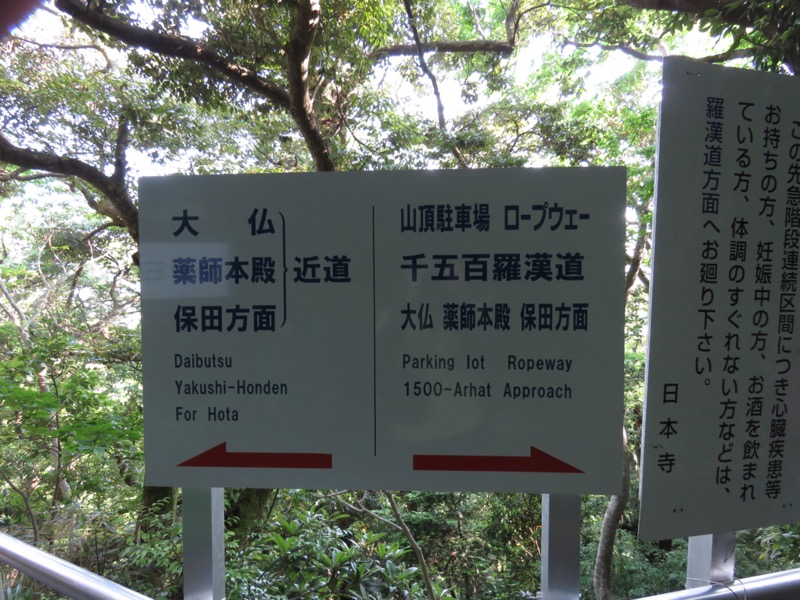 大仏
薬師本殿
保田方面
近道
Daibutsu
Yakushi-Honden
For Hota
山頂駐車場 ロープウェー
千五百羅漢道
大仏 薬師本殿 保田方面
Parking lot Ropeway
1500-Arhat Approach
この先急階段連続区間につき心臓疾患等
お持ちの方、妊娠中の方、お酒を飲まれ
ている方、体調のすぐれない方などは、
羅漢道方面へお廻り下さい。
日本寺